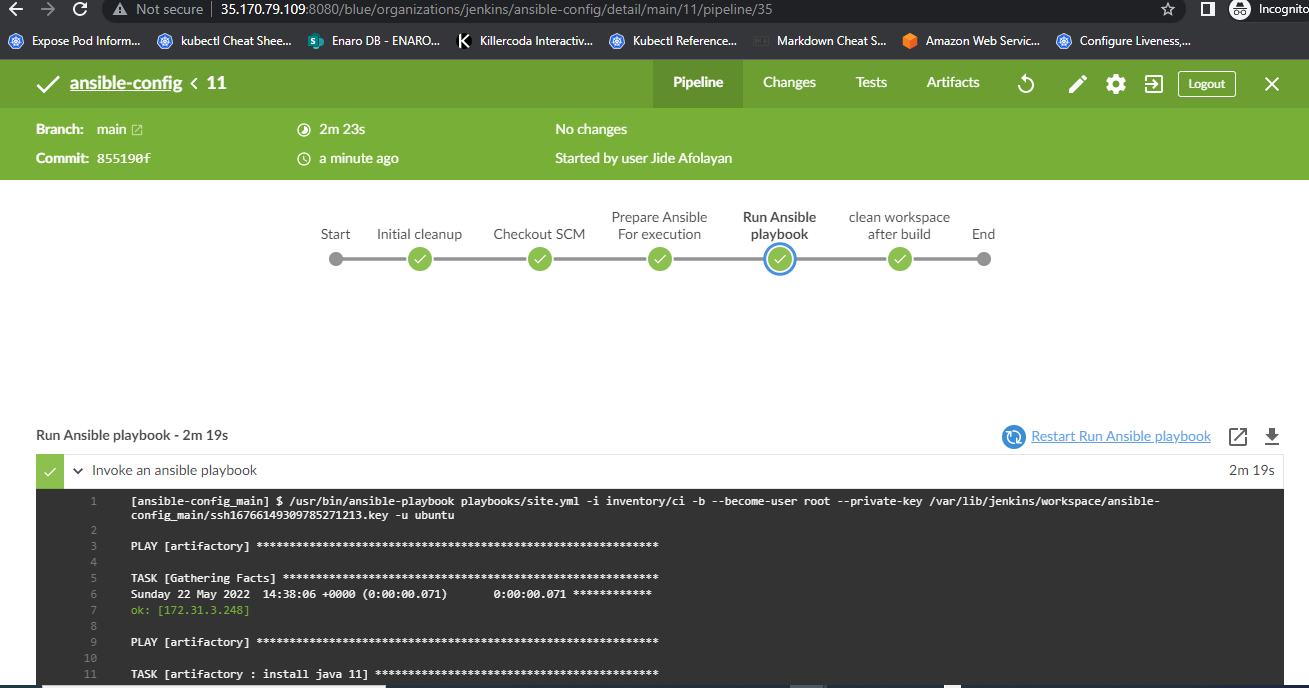 Not secure 35.170.79.109:8080/blue/organizations/jenkins/ansible-config/detail/main/11/pipeline/35 Incognito
Expose Pod Inform... kubectl Cheat Shee... Enaro DB - ENARO... Killercoda Interactiv... Kubectl Reference... Markdown Cheat S... Amazon Web Servic... Configure Liveness,...
ansible-config < 11 Pipeline Changes Tests Artifacts Logout
Branch: main 2m 23s No changes
Commit: 855190f a minute ago Started by user Jide Afolayan
Prepare Ansible Run Ansible clean workspace
Start Initial cleanup Checkout SCM For execution playbook after build End
Run Ansible playbook - 2m 19s Restart Run Ansible playbook
Invoke an ansible playbook 2m 19s
1 [ansible-config_main] $ /usr/bin/ansible-playbook playbooks/site.yml -i inventory/ci -b --become-user root --private-key /var/lib/jenkins/workspace/ansible-
config_main/ssh16766149309785271213.key -u ubuntu
2
3 PLAY [artifactory] *************************************************************
4
5 TASK [Gathering Facts] *********************************************************
6 Sunday 22 May 2022  14:38:06 +0000 (0:00:00.071)       0:00:00.071 ************
7 ok: [172.31.3.248]
8
9 PLAY [artifactory] *************************************************************
10
11 TASK [artifactory : install java 11] *******************************************